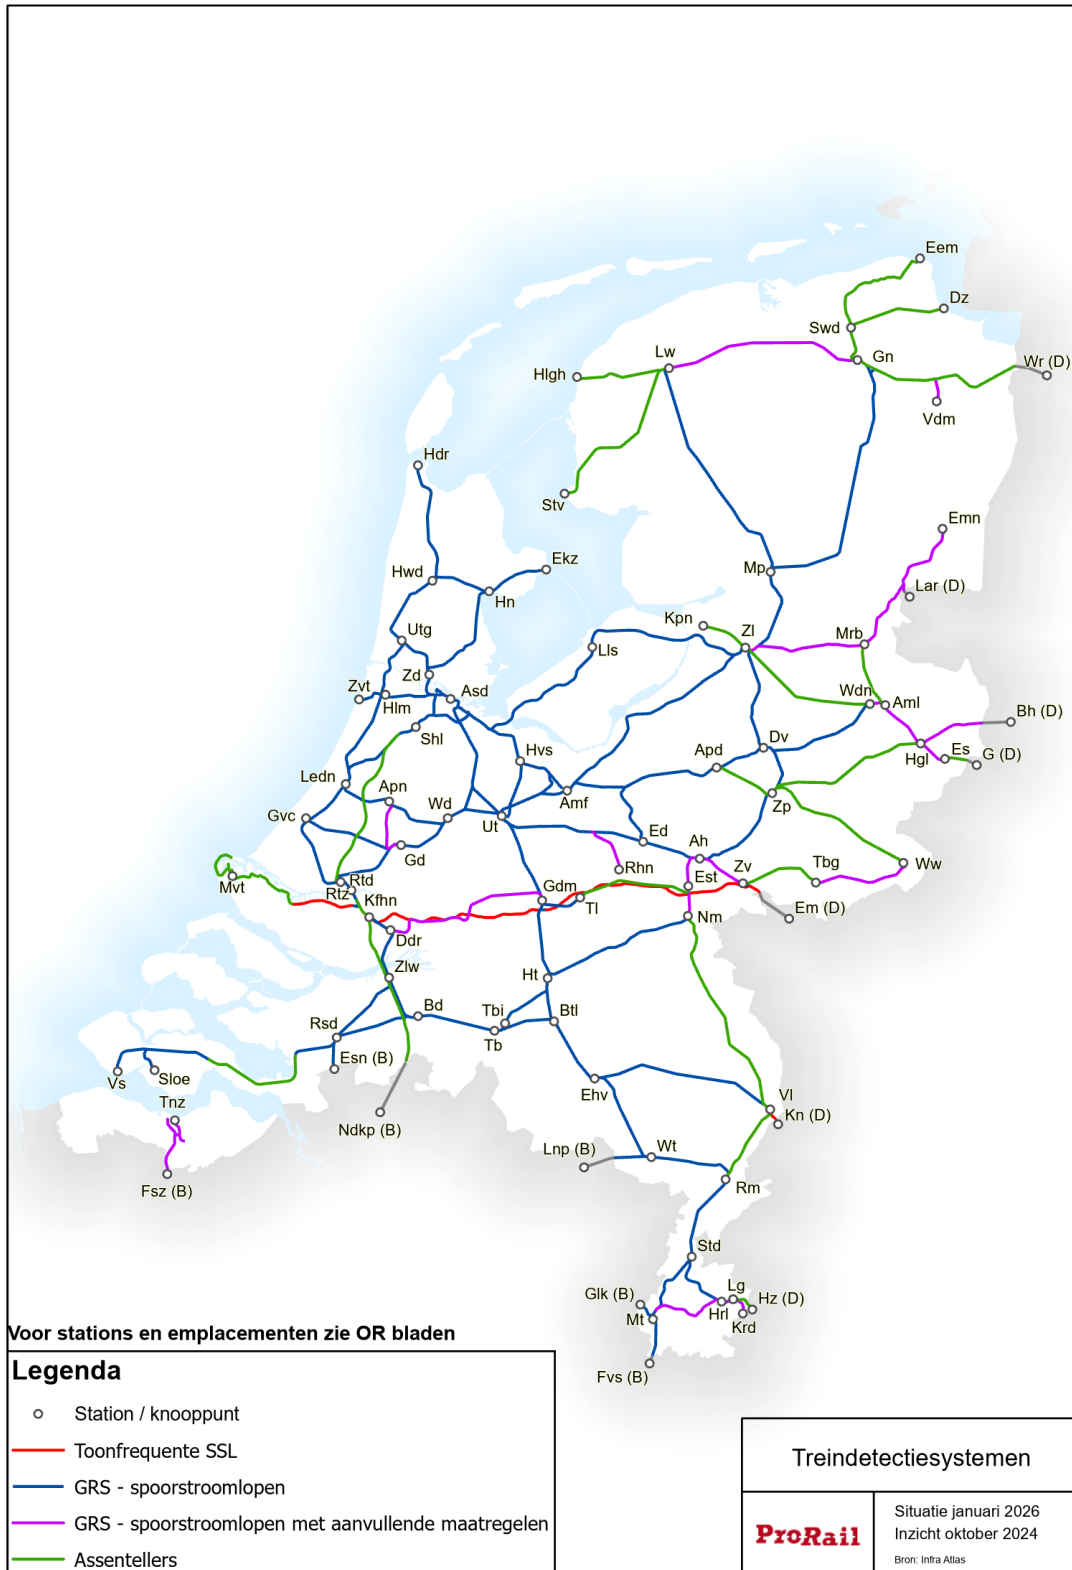 Eem
Dz
Swd
Gn
Lw
Wr (D)
Hlgh
Vdm
Hdr
Stv
Emn
Ekz
Mp
Hwd
Hn
Lar (D)
Kpn
Utg
Zl
Mrb
Lls
Zd
Zvt
Asd
Hlm
Wdn
Aml
Bh (D)
Shl
Hvs
Dv
Apd
Hgl
Es
G (D)
Ledn
Apn
Amf
Zp
Gvc
Wd
Ut
Ed
Ah
Gd
Rhn
Zv
Tbg
Ww
Mvt
Rtd
Rtz
Est
Kfhn
Gdm
Tl
Em (D)
Ddr
Nm
Zlw
Ht
Bd
Tbi
Btl
Rsd
Tb
Esn (B)
Vs
Sloe
Ehv
Tnz
Vl
Kn (D)
Ndkp (B)
Lnp (B)
Wt
Fsz (B)
Rm
Std
Glk (B)
Lg
Hz (D)
Mt
Hrl
Krd
Fvs (B)
Voor stations en emplacementen zie OR bladen
Legenda
Station / knooppunt
Toonfrequente SSL
GRS - spoorstroomlopen
GRS - spoorstroomlopen met aanvullende maatregelen
Assentellers
Treindetectiesystemen
ProRail
Situatie januari 2026
Inzicht oktober 2024
Bron: Infra Atlas